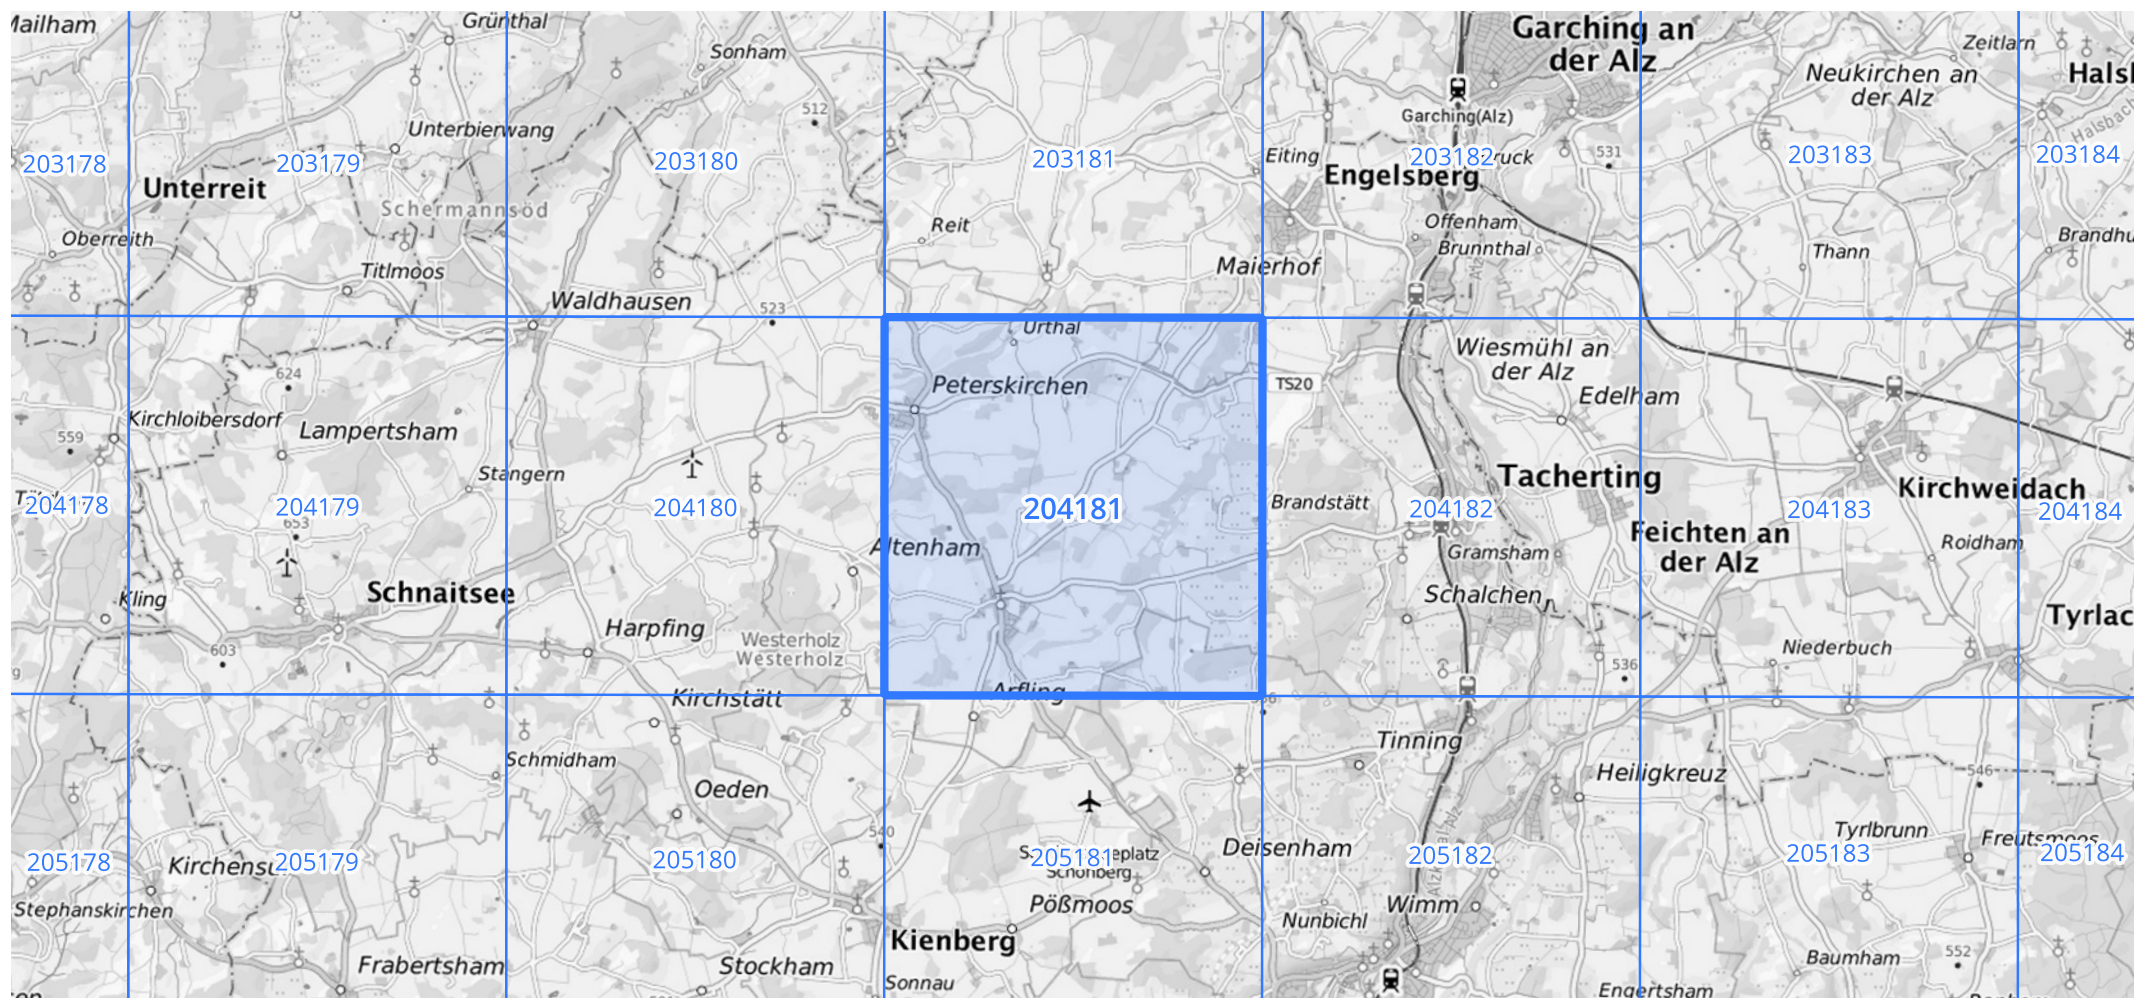 Grünthal
Mailham
Sonham
Garching an
der Alz
Zeitlarn
Neukirchen an
der Alz
512
Garching(Alz)
Unterbierwang
Halsbach
203178
203179
203180
203181
Eiting
203182
ruck
531
203183
203184
Unterreit
Engelsberg
Schermannsöd
Reit
Offenham
Oberreith
Brunnthal
Thann
Titlmoos
Maierhof
Waldhausen
523
Urthal
Wiesmühl an
der Alz
624
Peterskirchen
TS20
Edelham
Kirchloibersdorf
Lampertsham
559
Stangern
Tacherting
Kirchweidach
204178
204179
204180
204181
Brandstätt
204182
204183
204184
653
Feichten an
der Alz
Altenham
Gramsham
Roidham
Kling
Schnaitsee
Schalchen
Harpfing
Westerholz
Westerholz
603
Niederbuch
536
Arfling
Kirchstätt
Tinning
Schmidham
Heiligkreuz
546
Oeden
540
Tyrlbrunn
Freutsmoos
Deisenham
205178
Kirchensu
205179
205180
205181
205182
205183
205184
Schönberg
Stephanskirchen
Pößmoos
Wimm
Nunbichl
Kienberg
Frabertsham
Stockham
552
Baumham
Sonnau
Engertsham